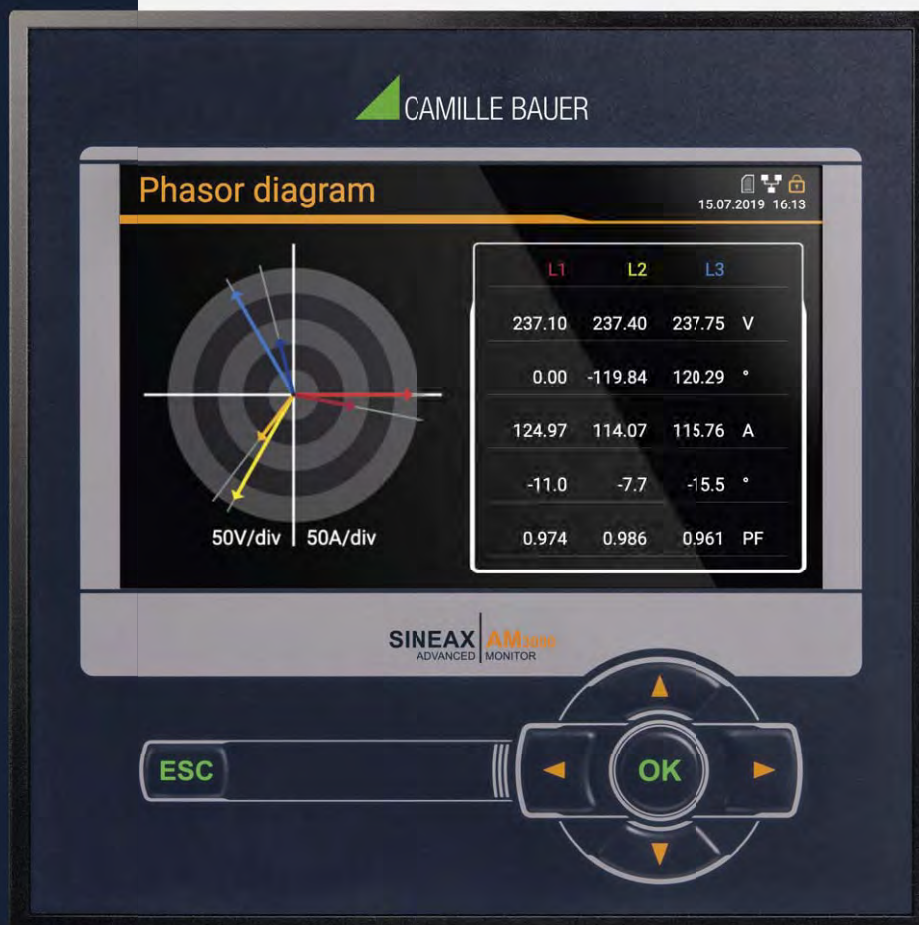 CAMILLE BAUER
Phasor diagram
15.07.2019 16.13
L1 L2 L3
237.10 237.40 237.75 V
0.00 -119.84 120.29 °
124.97 114.07 115.76 A
-11.0 -7.7 -15.5 °
0.974 0.986 0.961 PF
50V/div 50A/div
SINEAX AM
ADVANCED MONITOR
ESC
OK